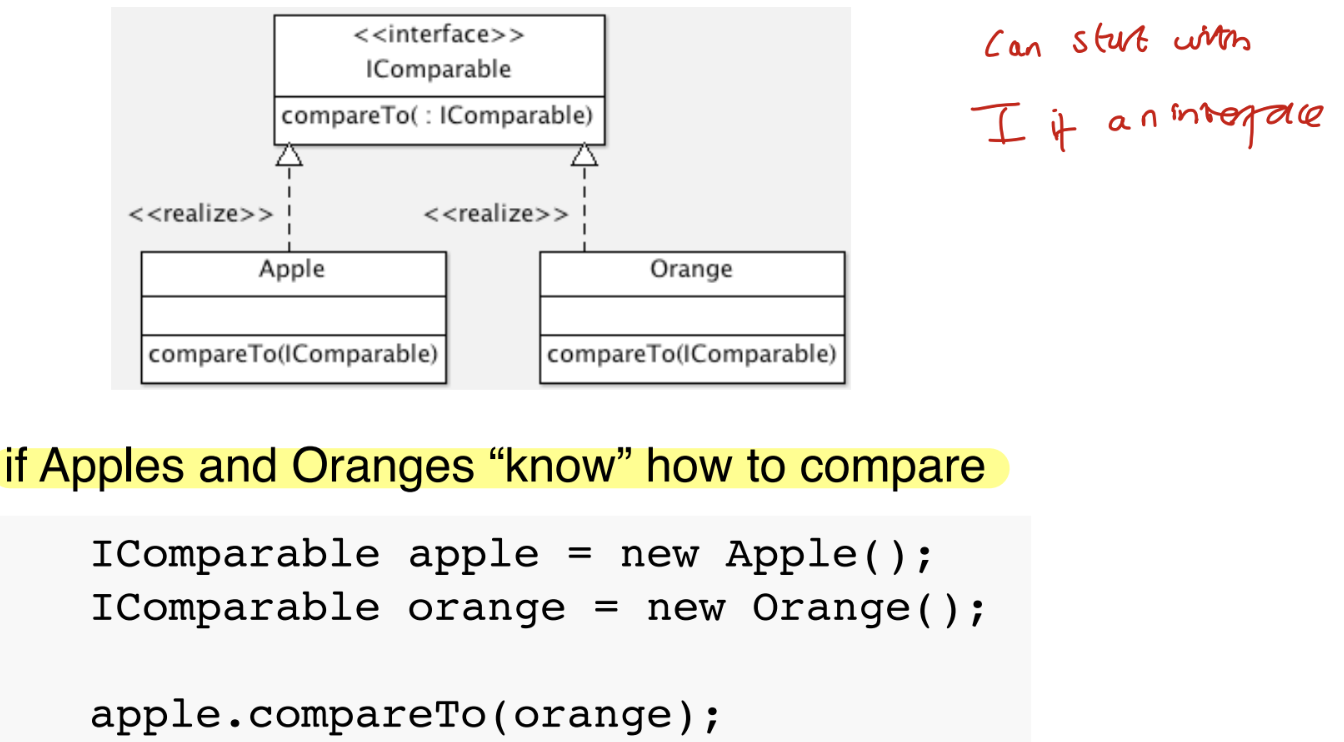 <<interface>>
IComparable
compareTo( : IComparable)
<<realize>> <<realize>>
Apple
compareTo(IComparable)
Orange
compareTo(IComparable)
Can start with
I if an interface
if Apples and Oranges “know” how to compare
IComparable apple = new Apple();
IComparable orange = new Orange();
apple.compareTo(orange);